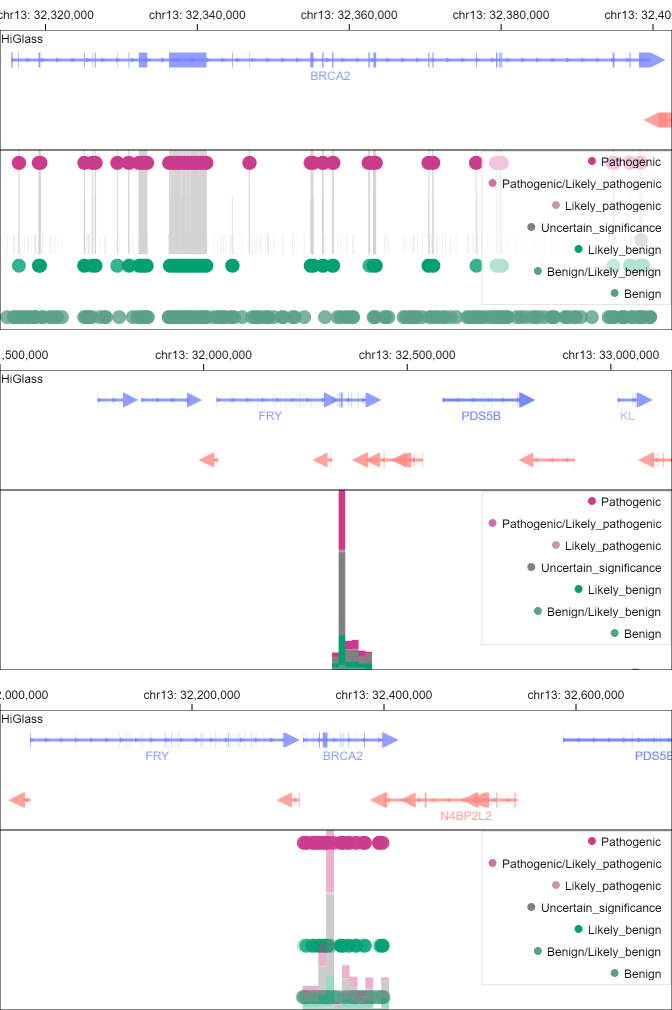 chr13: 32,320,000 chr13: 32,340,000 chr13: 32,360,000 chr13: 32,380,000 chr13: 32,40
HiGlass
BRCA2
Pathogenic
Pathogenic/Likely_pathogenic
Likely_pathogenic
Uncertain_significance
Likely_benign
Benign/Likely_benign
Benign
,500,000 chr13: 32,000,000 chr13: 32,500,000 chr13: 33,000,000
HiGlass
FRY PDS5B KL
Pathogenic
Pathogenic/Likely_pathogenic
Likely_pathogenic
Uncertain_significance
Likely_benign
Benign/Likely_benign
Benign
2,000,000 chr13: 32,200,000 chr13: 32,400,000 chr13: 32,600,000
HiGlass
FRY BRCA2 PDS5B
N4BP2L2
Pathogenic
Pathogenic/Likely_pathogenic
Likely_pathogenic
Uncertain_significance
Likely_benign
Benign/Likely_benign
Benign